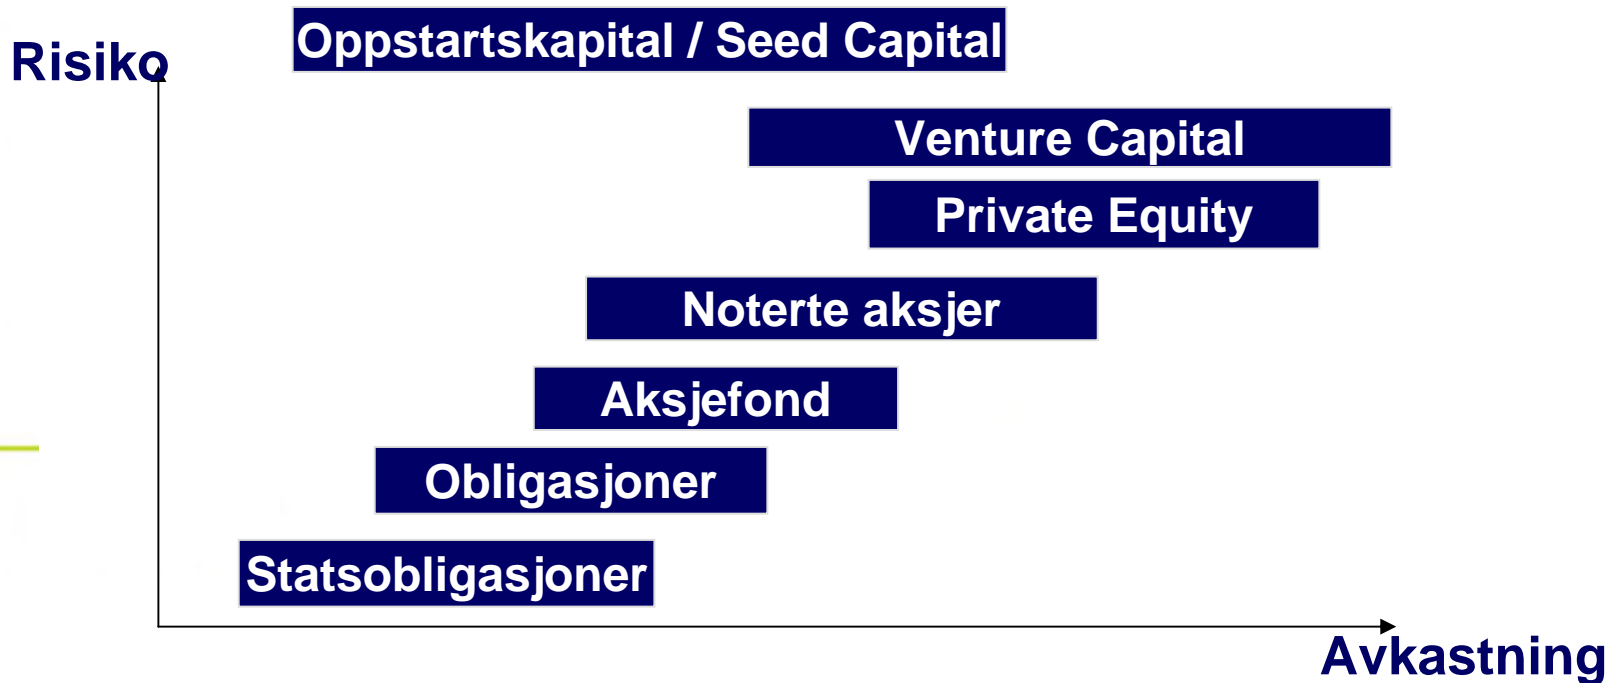 Oppstartskapital / Seed Capital
Risiko
Venture Capital
Private Equity
Noterte aksjer
Aksjefond
Obligasjoner
Statsobligasjoner
Avkastning